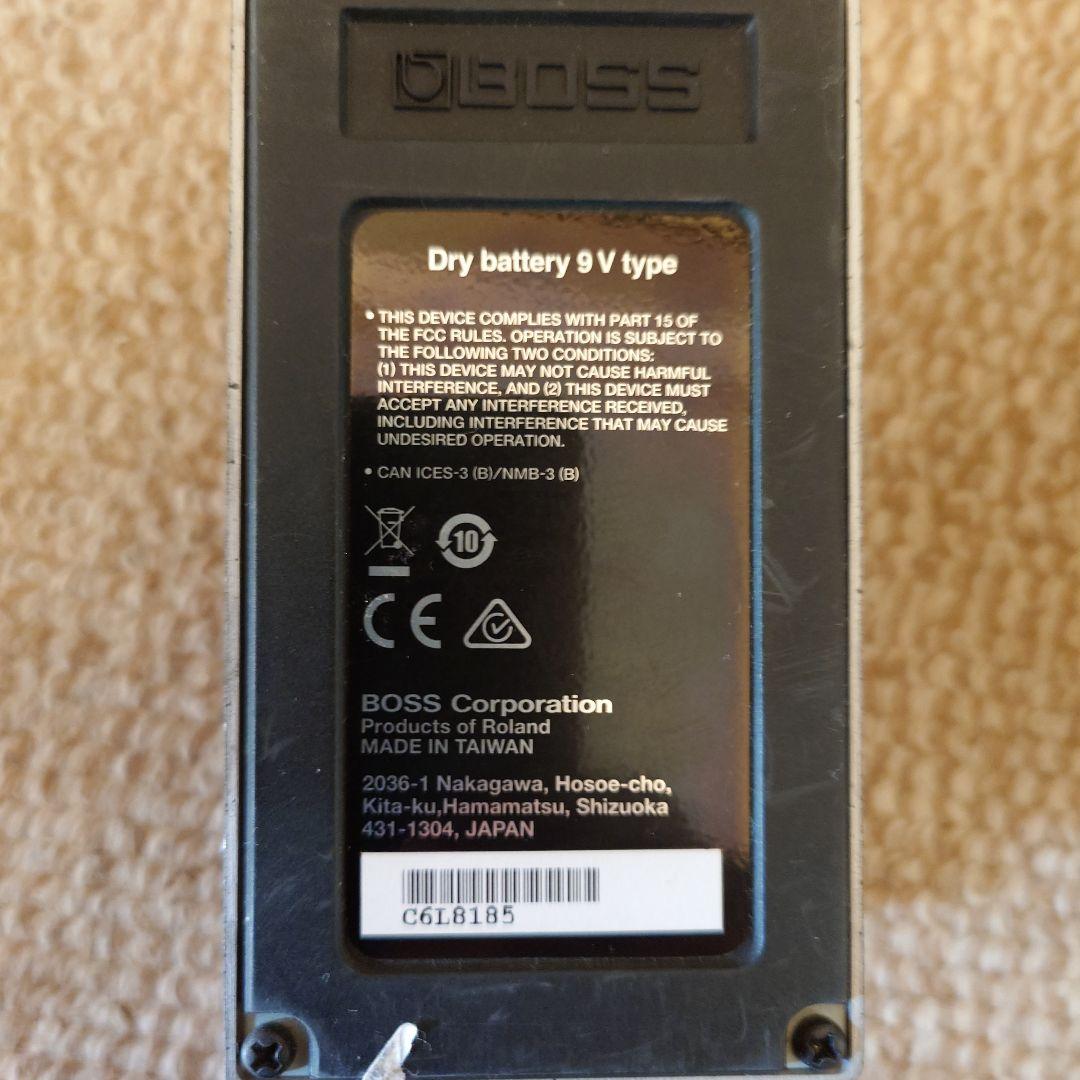 BOSS
Dry battery 9 V type
• THIS DEVICE COMPLIES WITH PART 15 OF
THE FCC RULES. OPERATION IS SUBJECT TO
THE FOLLOWING TWO CONDITIONS:
(1) THIS DEVICE MAY NOT CAUSE HARMFUL
INTERFERENCE, AND (2) THIS DEVICE MUST
ACCEPT ANY INTERFERENCE RECEIVED,
INCLUDING INTERFERENCE THAT MAY CAUSE
UNDESIRED OPERATION.
• CAN ICES-3 (B)/NMB-3 (B)
10
CE
BOSS Corporation
Products of Roland
MADE IN TAIWAN
2036-1 Nakagawa, Hosoe-cho,
Kita-ku,Hamamatsu, Shizuoka
431-1304, JAPAN
C6L8185